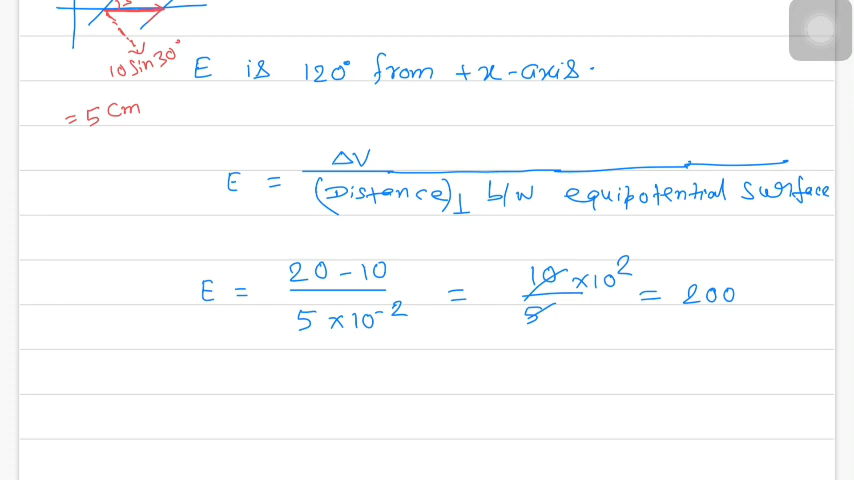 10 sin 30°
= 5 cm
E is 120° from +x-axis.
E = ΔV / (Distance)⊥ b/w equipotential surface
E = 20 - 10 / 5 × 10⁻² = 10 × 10² / 5 = 200